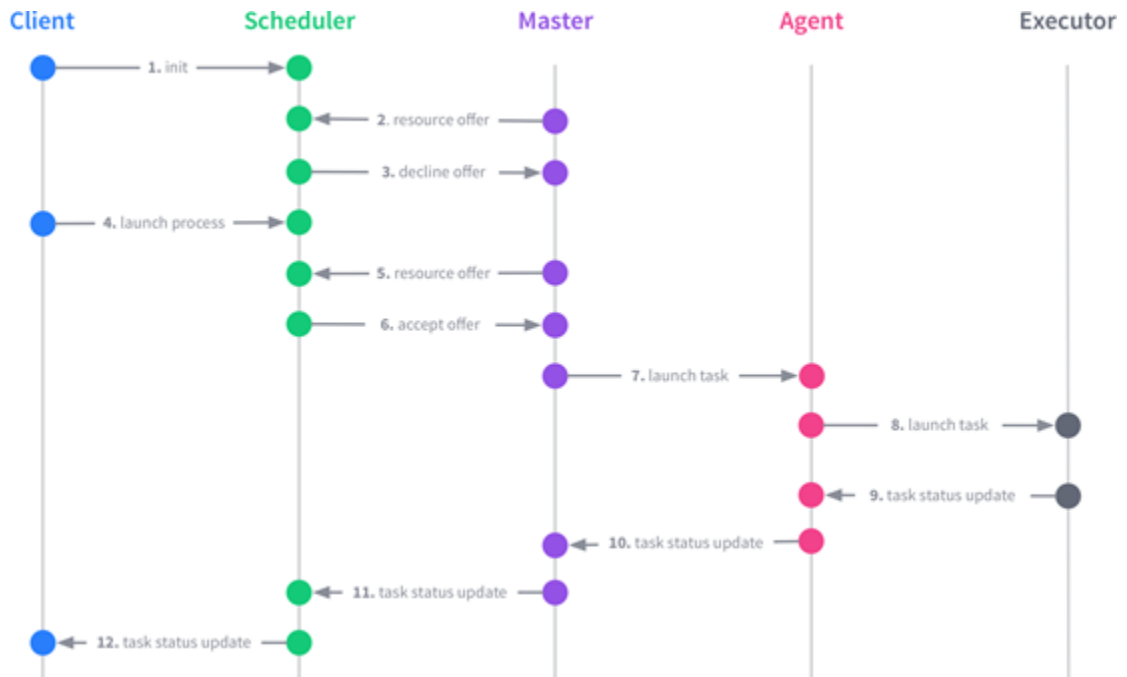 Client Scheduler Master Agent Executor
1. init
2. resource offer
3. decline offer
4. launch process
5. resource offer
6. accept offer
7. launch task
8. launch task
9. task status update
10. task status update
11. task status update
12. task status update